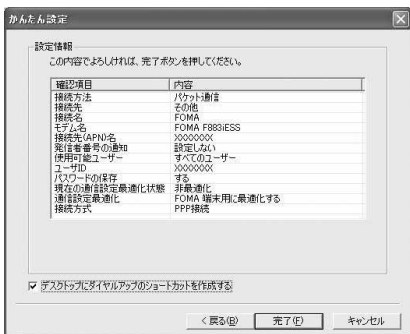 かんたん設定
設定情報
この内容でよろしければ、完了ボタンを押してください。
確認項目 内容
接続方法 パケット通信
接続先 その他
接続名 FOMA
モデム名 FOMA F883iESS
接続先(APN)名 XXXXXXX
発信者番号の通知 設定しない
使用可能ユーザー すべてのユーザー
ユーザID XXXXXXX
パスワードの保存 する
現在の通信設定最適化状態 非最適化
通信設定最適化 FOMA 端末用に最適化する
接続方式 PPP接続
デスクトップにダイヤルアップのショートカットを作成する
< 戻る(B) 完了(F) キャンセル